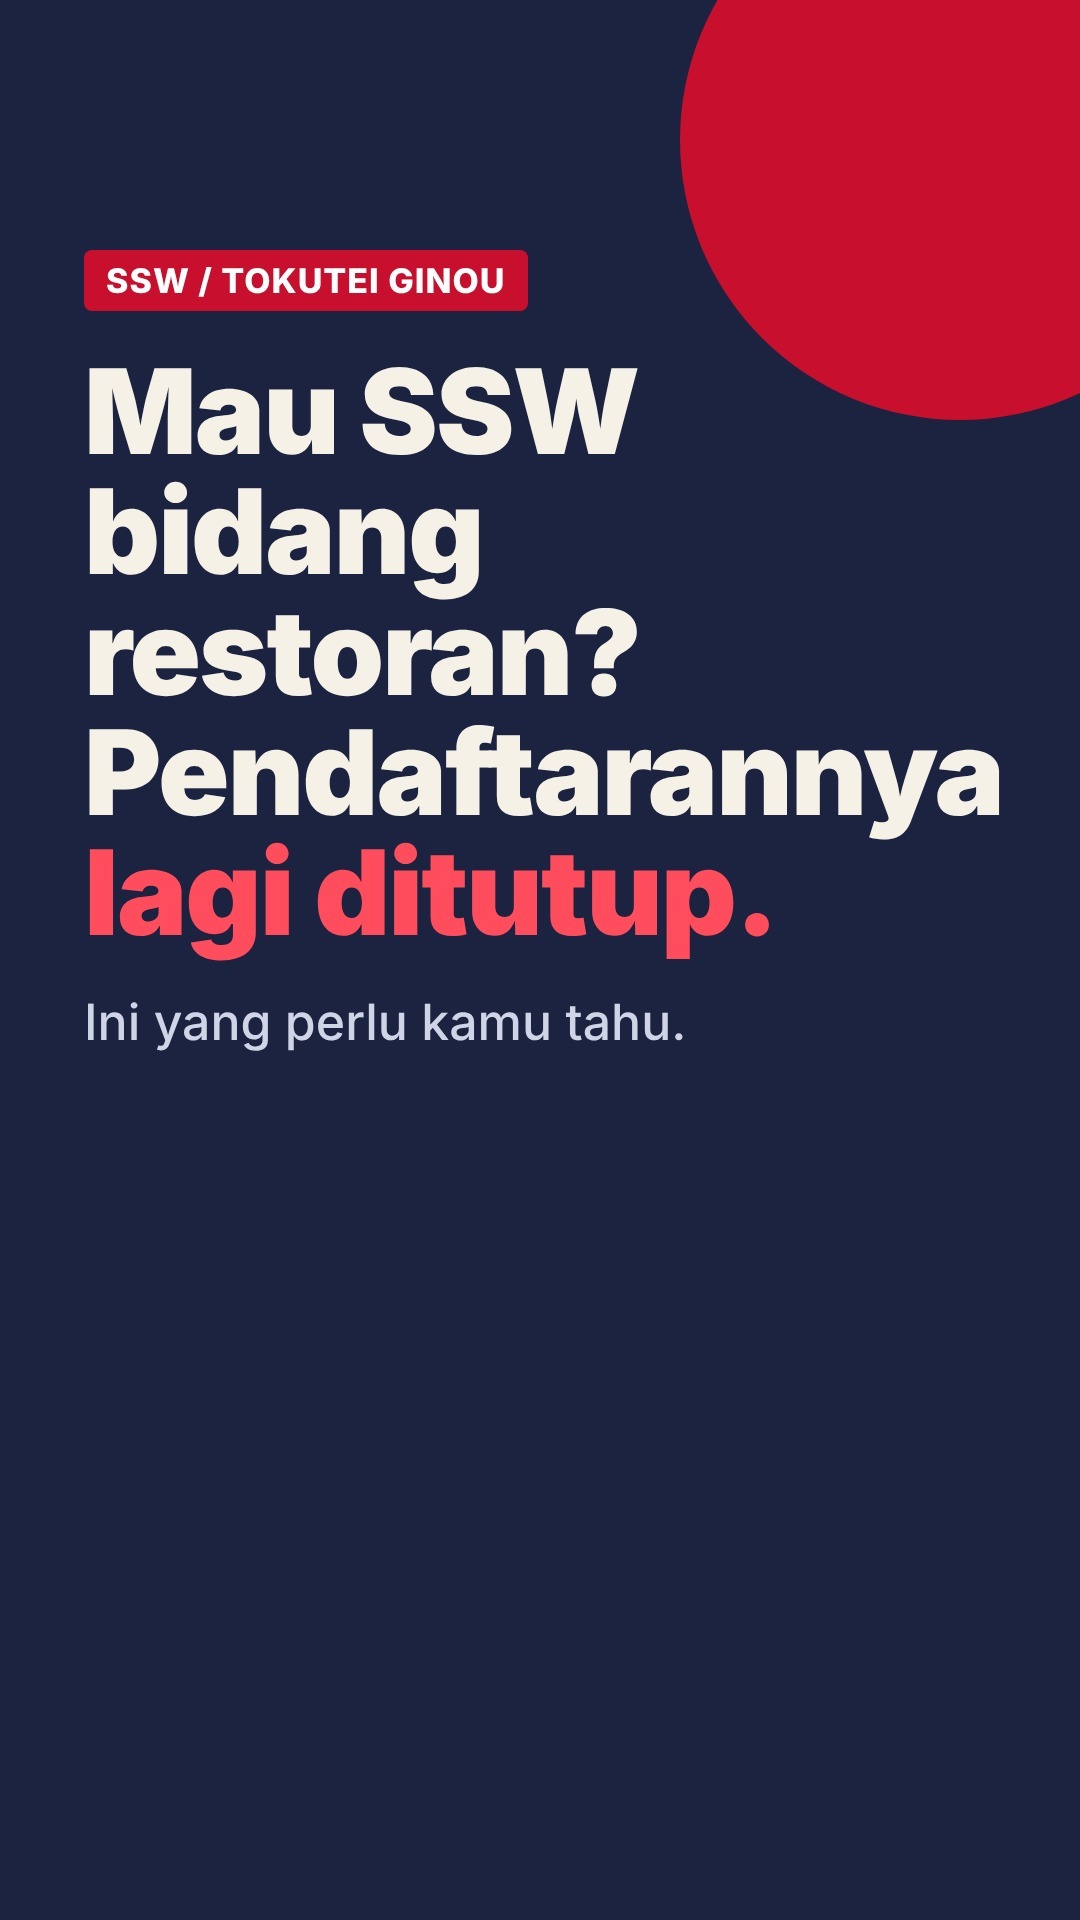 SSW / TOKUTEI GINOU
Mau SSW
bidang
restoran?
Pendaftarannya
lagi ditutup.
Ini yang perlu kamu tahu.